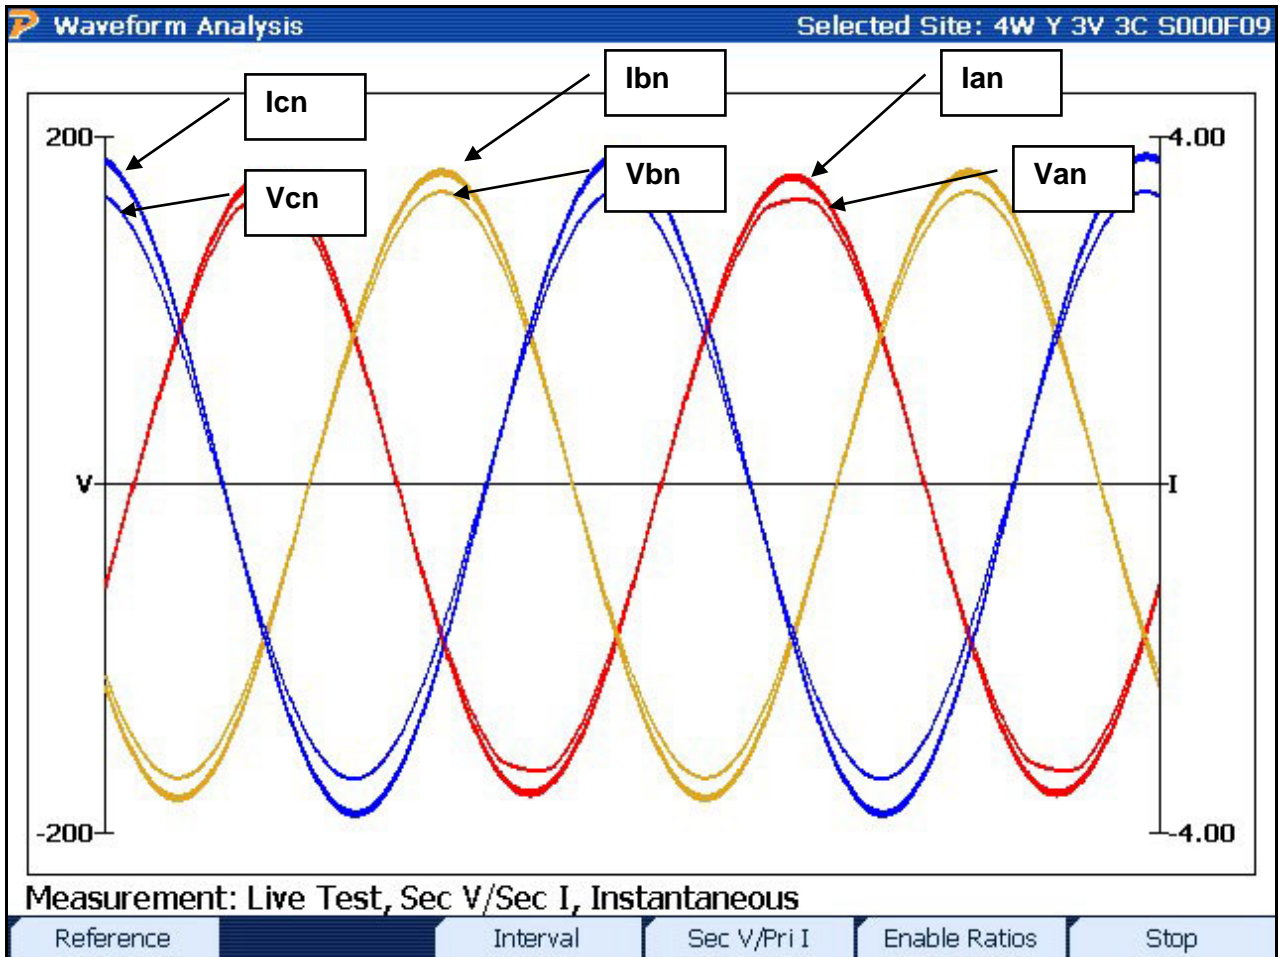 Waveform Analysis
Selected Site: 4W Y 3V 3C S000F09
Icn
Ibn
Ian
200
4.00
Vcn
Vbn
Van
V
I
-200
-4.00
Measurement: Live Test, Sec V/Sec I, Instantaneous
Reference
Interval
Sec V/Pri I
Enable Ratios
Stop